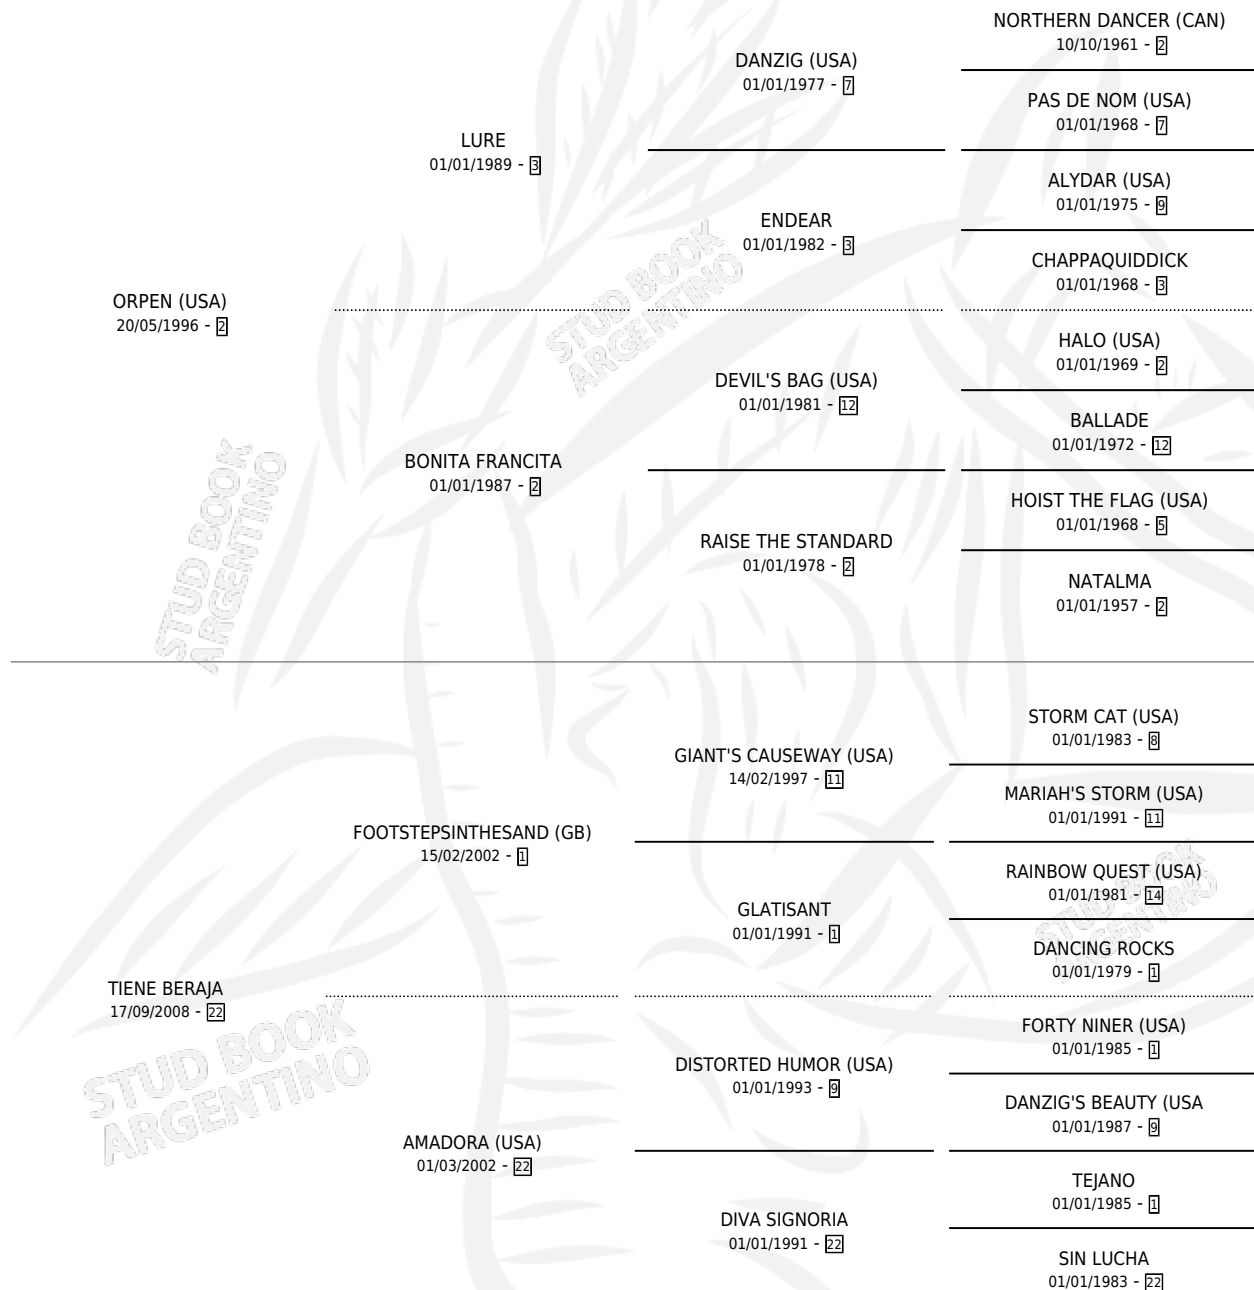 NORTHERN DANCER (CAN)
10/10/1961 - 2
DANZIG (USA)
01/01/1977 - 7
PAS DE NOM (USA)
01/01/1968 - 7
LURE
01/01/1989 - 3
ALYDAR (USA)
01/01/1975 - 9
ENDEAR
01/01/1982 - 3
CHAPPAQUIDDICK
01/01/1968 - 3
ORPEN (USA)
20/05/1996 - 2
STUD BOOK
ARGENTINO
HALO (USA)
01/01/1969 - 2
DEVIL'S BAG (USA)
01/01/1981 - 12
BALLADE
01/01/1972 - 12
BONITA FRANCITA
01/01/1987 - 2
HOIST THE FLAG (USA)
01/01/1968 - 5
RAISE THE STANDARD
01/01/1978 - 2
NATALMA
01/01/1957 - 2
STUD BOOK
ARGENTINO
STORM CAT (USA)
01/01/1983 - 8
GIANT'S CAUSEWAY (USA)
14/02/1997 - 11
MARIAH'S STORM (USA)
01/01/1991 - 11
FOOTSTEPSINTHESAND (GB)
15/02/2002 - 1
RAINBOW QUEST (USA)
01/01/1981 - 14
STUD BOOK
ARGENTINO
GLATISANT
01/01/1991 - 1
DANCING ROCKS
01/01/1979 - 1
TIENE BERAJA
17/09/2008 - 22
STUD BOOK
ARGENTINO
FORTY NINER (USA)
01/01/1985 - 1
DISTORTED HUMOR (USA)
01/01/1993 - 9
DANZIG'S BEAUTY (USA
01/01/1987 - 9
AMADORA (USA)
01/03/2002 - 22
TEJANO
01/01/1985 - 1
DIVA SIGNORIA
01/01/1991 - 22
SIN LUCHA
01/01/1983 - 22